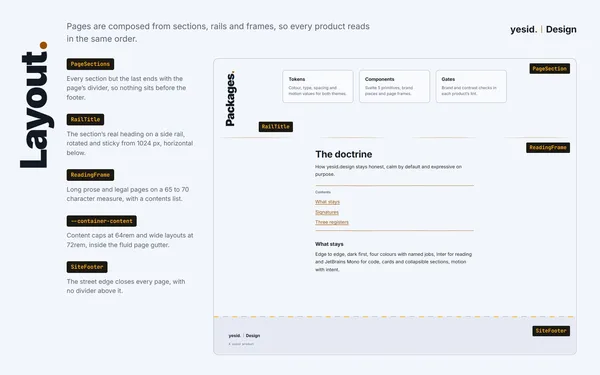 Layout.
Pages are composed from sections, rails and frames, so every product reads
in the same order.
yesid. | Design
PageSections
Every section but the last ends with the
page's divider, so nothing sits before the
footer.
RailTitle
The section's real heading on a side rail,
rotated and sticky from 1024 px, horizontal
below.
ReadingFrame
Long prose and legal pages on a 65 to 70
character measure, with a contents list.
--container-content
Content caps at 64rem and wide layouts at
72rem, inside the fluid page gutter.
SiteFooter
The street edge closes every page, with
no divider above it.
PageSection
Packages.
Tokens
Colour, type, spacing and
motion values for both themes.
Components
Svelte 5 primitives, brand
pieces and page frames.
Gates
Brand and contrast checks in
each product's kit.
RailTitle
ReadingFrame
The doctrine
How yesid.design stays honest, calm by default and expressive on
purpose.
Contents
What stays
Signatures
Three registers
What stays
Edge to edge, dark first, four colours with named jobs, Inter for reading
and JetBrains Mono for code, cards and collapsible sections, motion
with intent.
SiteFooter
yesid. | Design